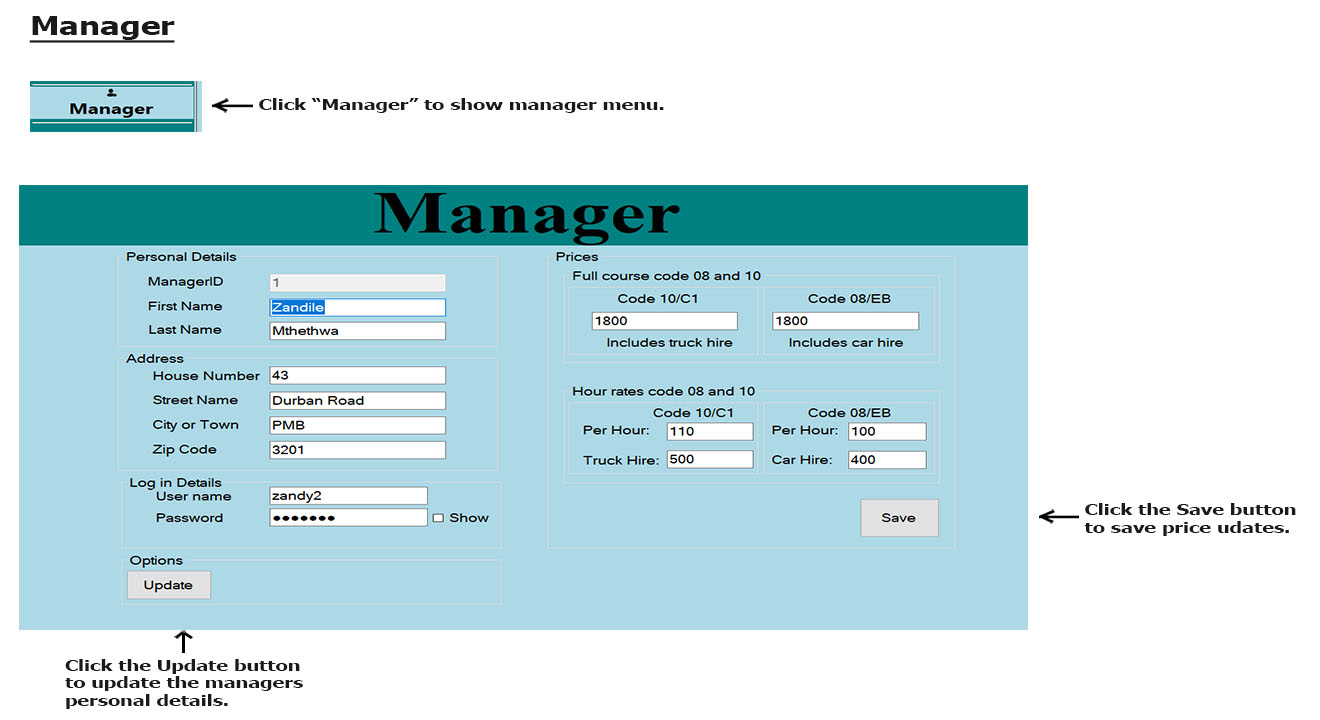 Manager
Manager
Click “Manager” to show manager menu.
Manager
Personal Details
ManagerID
1
First Name
Zandile
Last Name
Mthethwa
Address
House Number
43
Street Name
Durban Road
City or Town
PMB
Zip Code
3201
Log in Details
User name
zandy2
Password
●●●●●●●
Show
Options
Update
Prices
Full course code 08 and 10
Code 10/C1
1800
Includes truck hire
Code 08/EB
1800
Includes car hire
Hour rates code 08 and 10
Code 10/C1
Per Hour:
110
Truck Hire:
500
Code 08/EB
Per Hour:
100
Car Hire:
400
Save
Click the Save button
to save price udates.
Click the Update button
to update the managers
personal details.